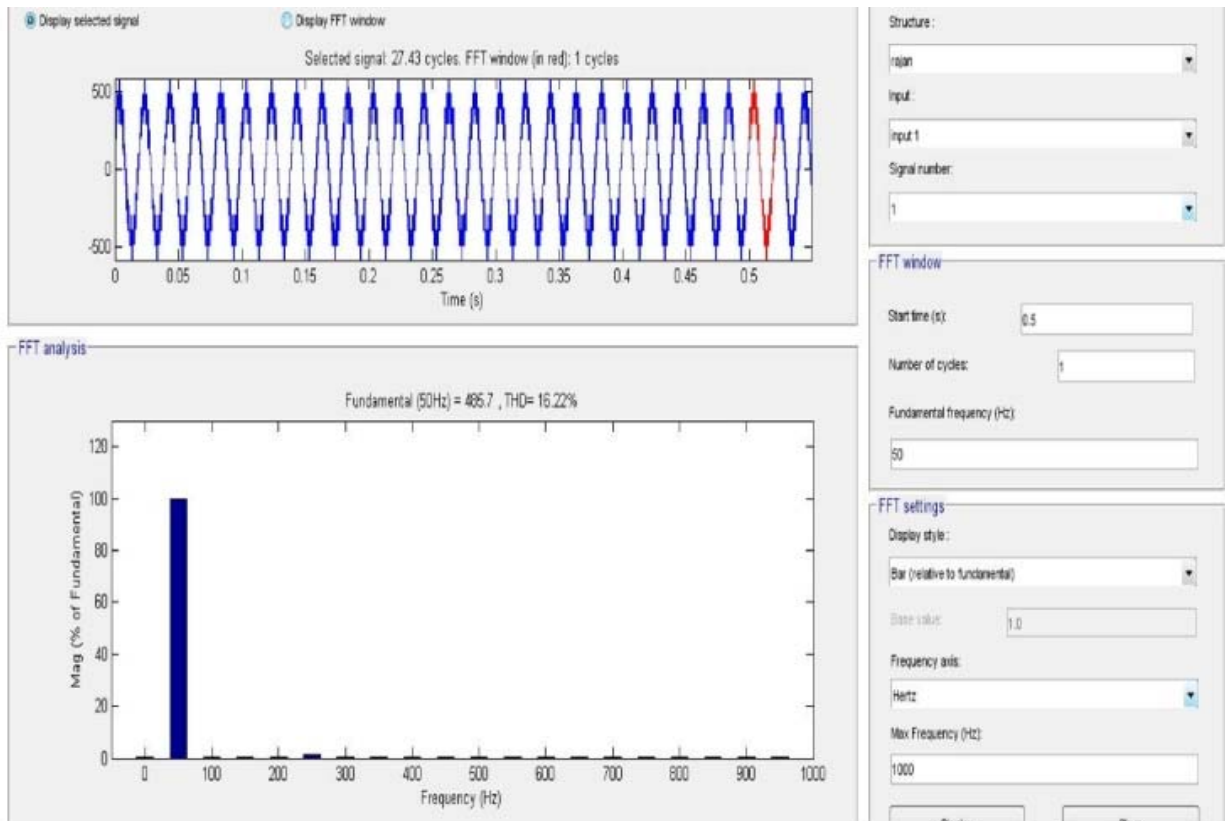 Display selected signal
Display FFT window
Selected signal: 27.43 cycles. FFT window (in red): 1 cycles
500
0
-500
0 0.05 0.1 0.15 0.2 0.25 0.3 0.35 0.4 0.45 0.5
Time (s)
FFT analysis
Fundamental (50Hz) = 485.7 , THD= 16.22%
120
100
80
60
40
20
0
Mag (% of Fundamental)
0 100 200 300 400 500 600 700 800 900 1000
Frequency (Hz)
Structure :
rajan
Input :
input 1
Signal number:
1
FFT window
Start time (s): 0.5
Number of cycles: 1
Fundamental frequency (Hz):
50
FFT settings
Display style :
Bar (relative to fundamental)
Base value: 1.0
Frequency axis:
Hertz
Max Frequency (Hz):
1000